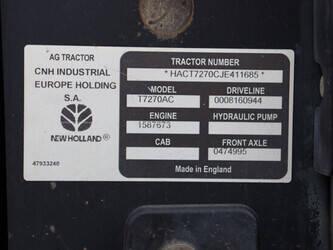 AG TRACTOR
CNH INDUSTRIAL
EUROPE HOLDING
S.A.
NEW HOLLAND®
47933240
TRACTOR NUMBER
* HACT7270CJE411685 *
MODEL DRIVELINE
T7270AC 0008160944
ENGINE HYDRAULIC PUMP
1587673
CAB FRONT AXLE
0474995
Made in England